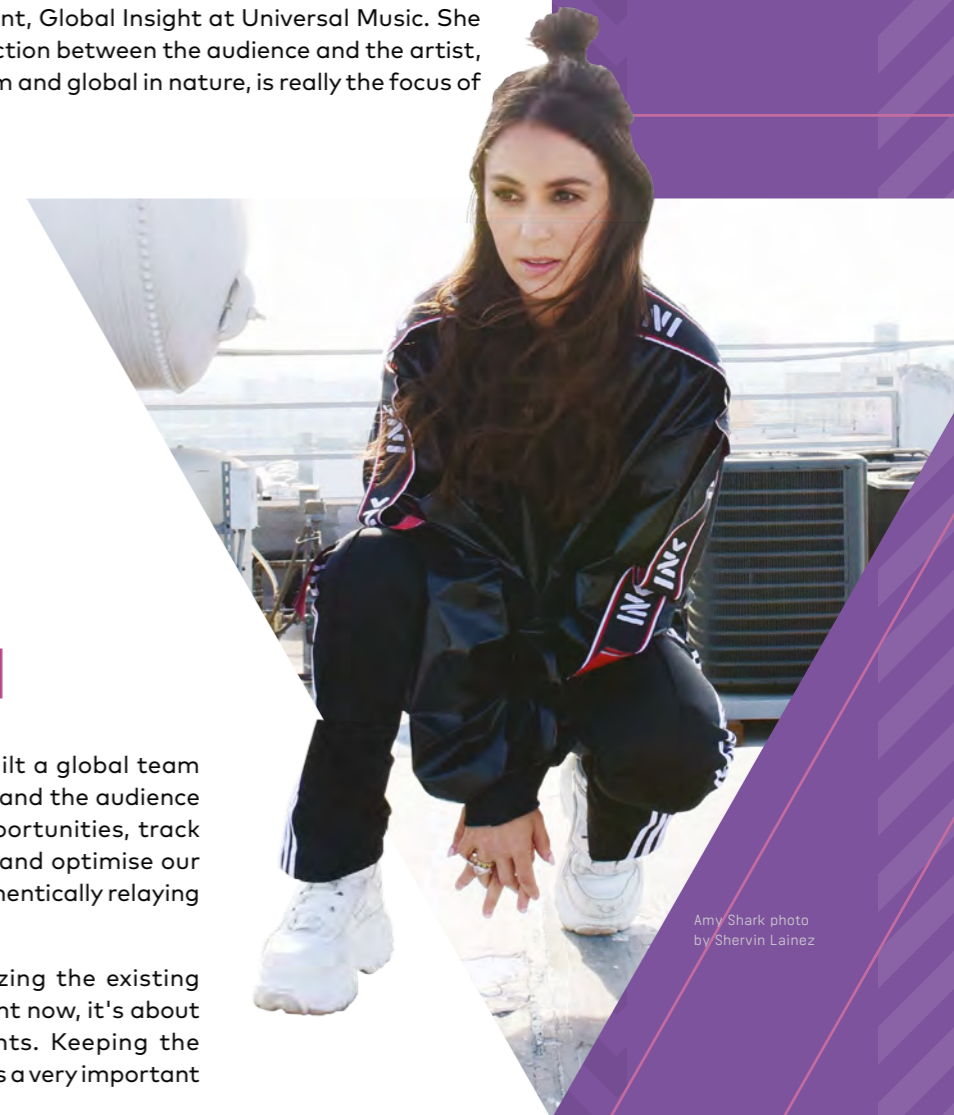 nt, Global Insight at Universal Music. She
ction between the audience and the artist,
m and global in nature, is really the focus of
ilt a global team
and the audience
portunities, track
and optimise our
hentically relaying
zing the existing
nt now, it's about
nts. Keeping the
s a very important
Amy Shark photo
by Shervin Lainez